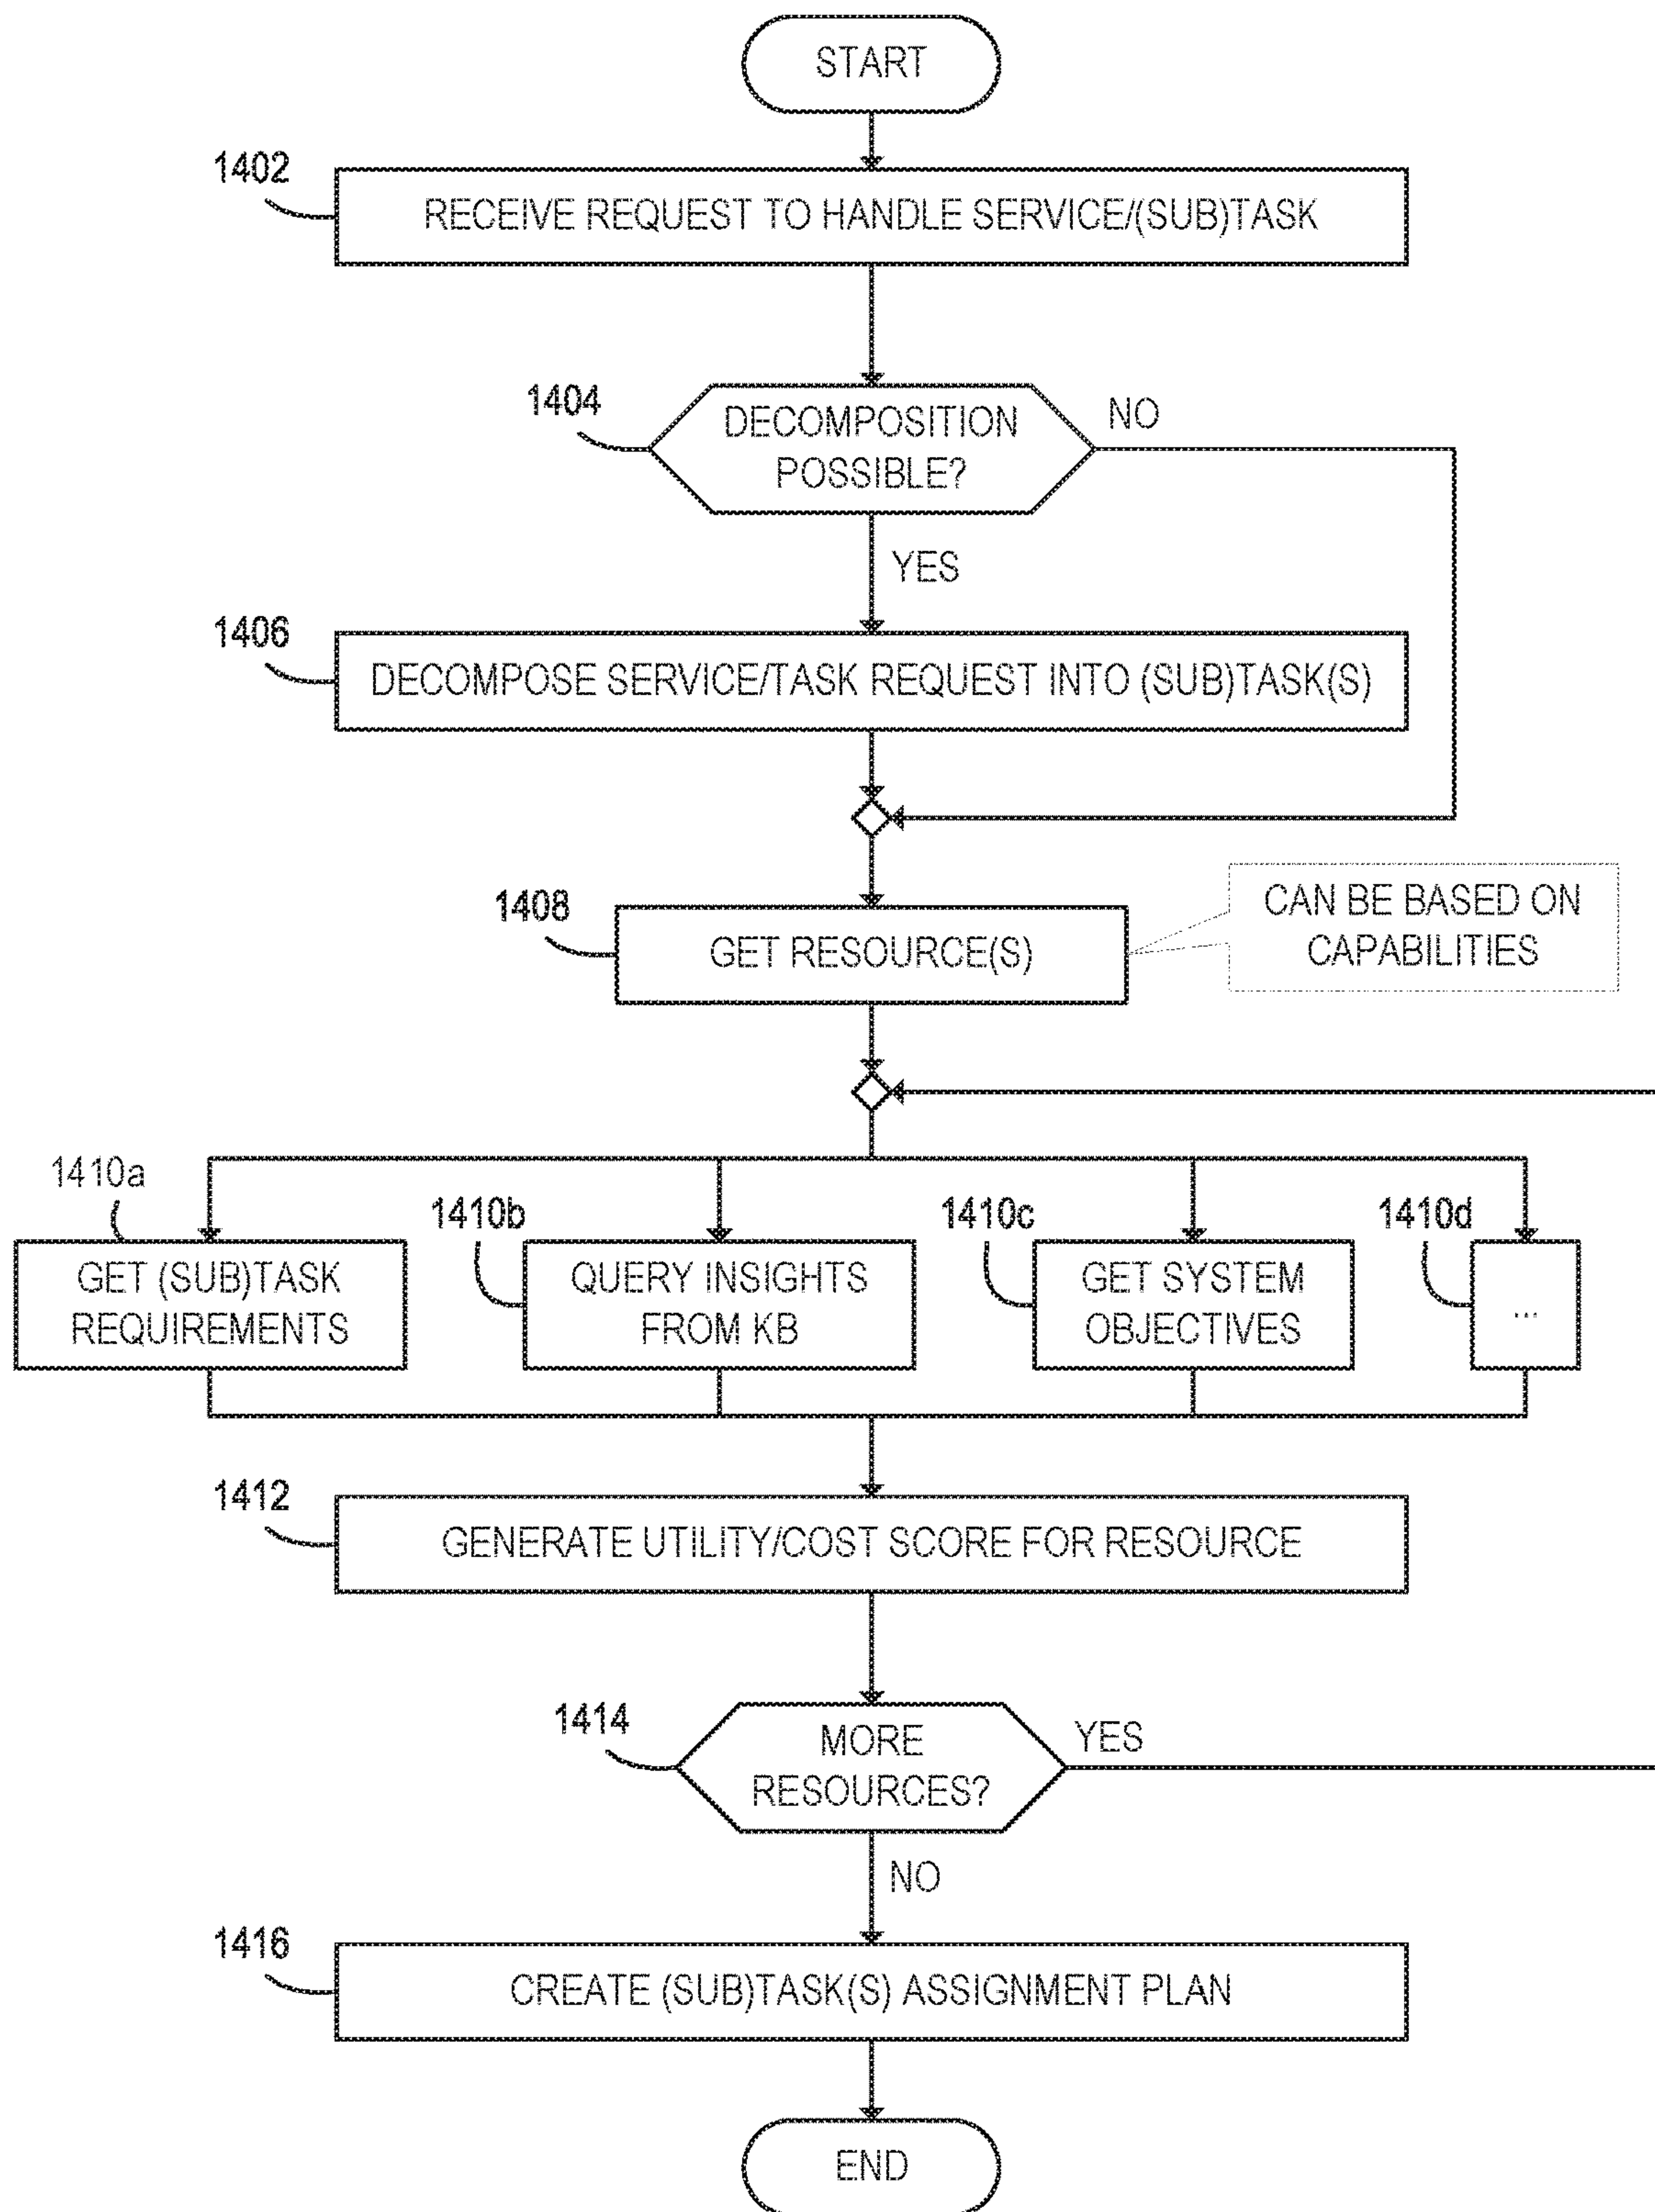 START
1402
RECEIVE REQUEST TO HANDLE SERVICE/(SUB)TASK
1404
DECOMPOSITION
POSSIBLE?
NO
YES
1406
DECOMPOSE SERVICE/TASK REQUEST INTO (SUB)TASK(S)
1408
GET RESOURCE(S)
CAN BE BASED ON
CAPABILITIES
1410a
GET (SUB)TASK
REQUIREMENTS
1410b
QUERY INSIGHTS
FROM KB
1410c
GET SYSTEM
OBJECTIVES
1410d
...
1412
GENERATE UTILITY/COST SCORE FOR RESOURCE
1414
MORE
RESOURCES?
YES
NO
1416
CREATE (SUB)TASK(S) ASSIGNMENT PLAN
END